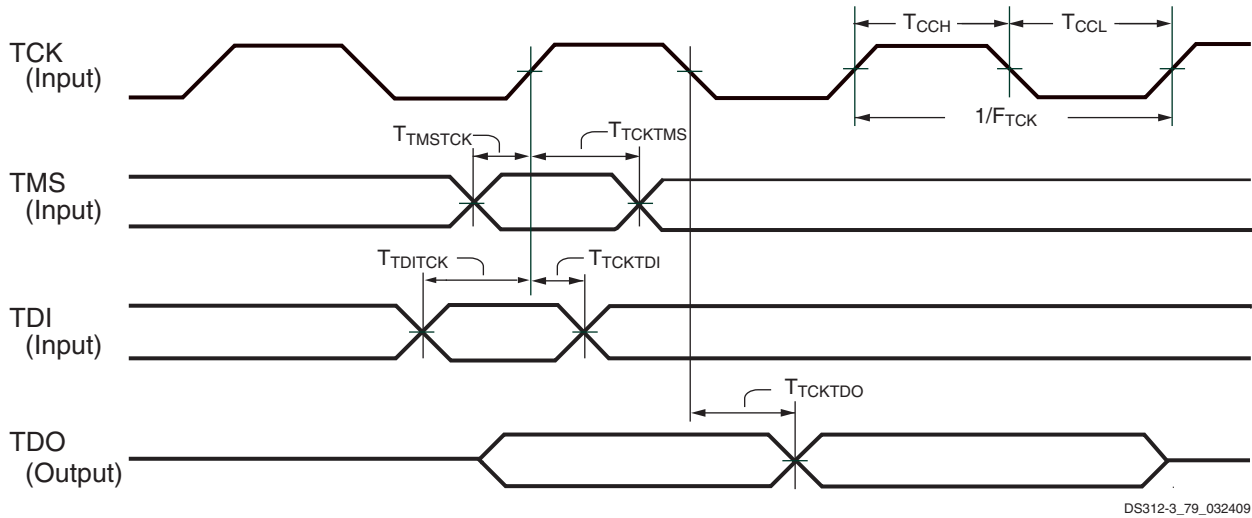 TCK
(Input)
TCCH
TCCL
1/FTCK
TTMSTCK
TTCKTMS
TMS
(Input)
TTDITCK
TTCKTDI
TDI
(Input)
TTCKTDO
TDO
(Output)
DS312-3_79_032409